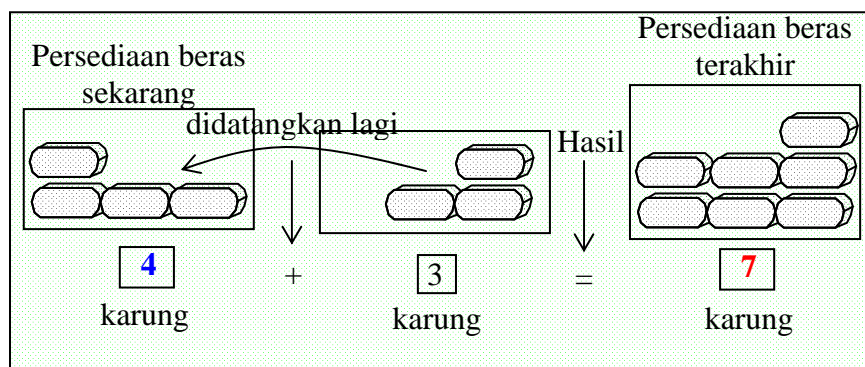 Persediaan beras
sekarang
didatangkan lagi
Hasil
Persediaan beras
terakhir
4 + 3 = 7
karung karung karung